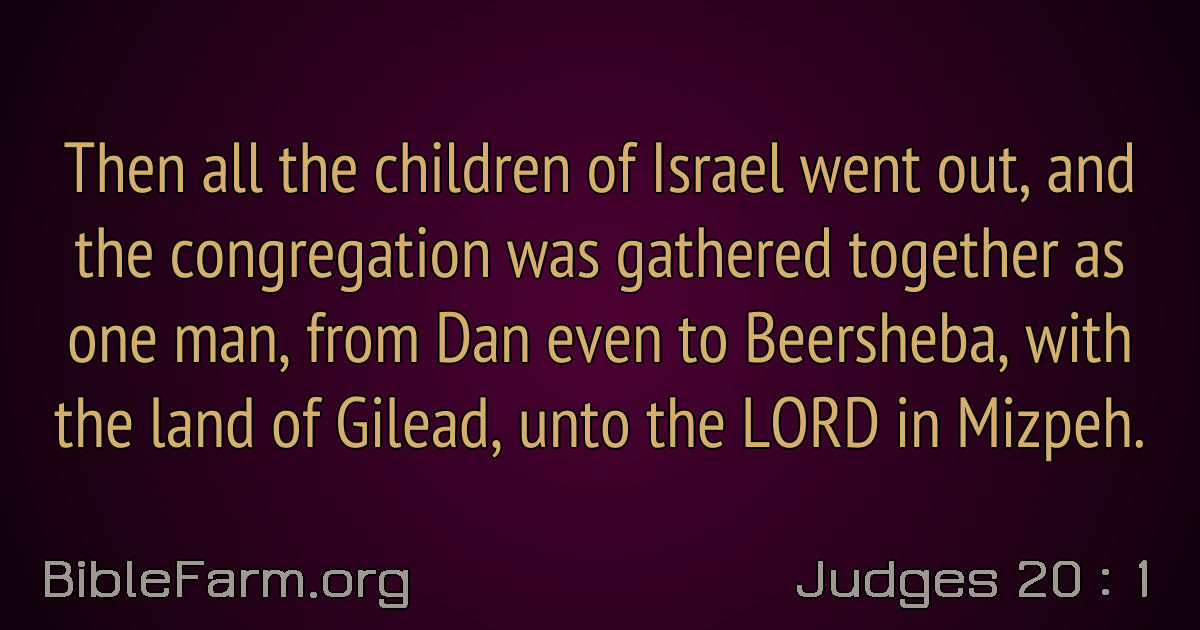 Then all the children of Israel went out, and
the congregation was gathered together as
one man, from Dan even to Beersheba, with
the land of Gilead, unto the LORD in Mizpeh.
BibleFarm.org
Judges 20 : 1